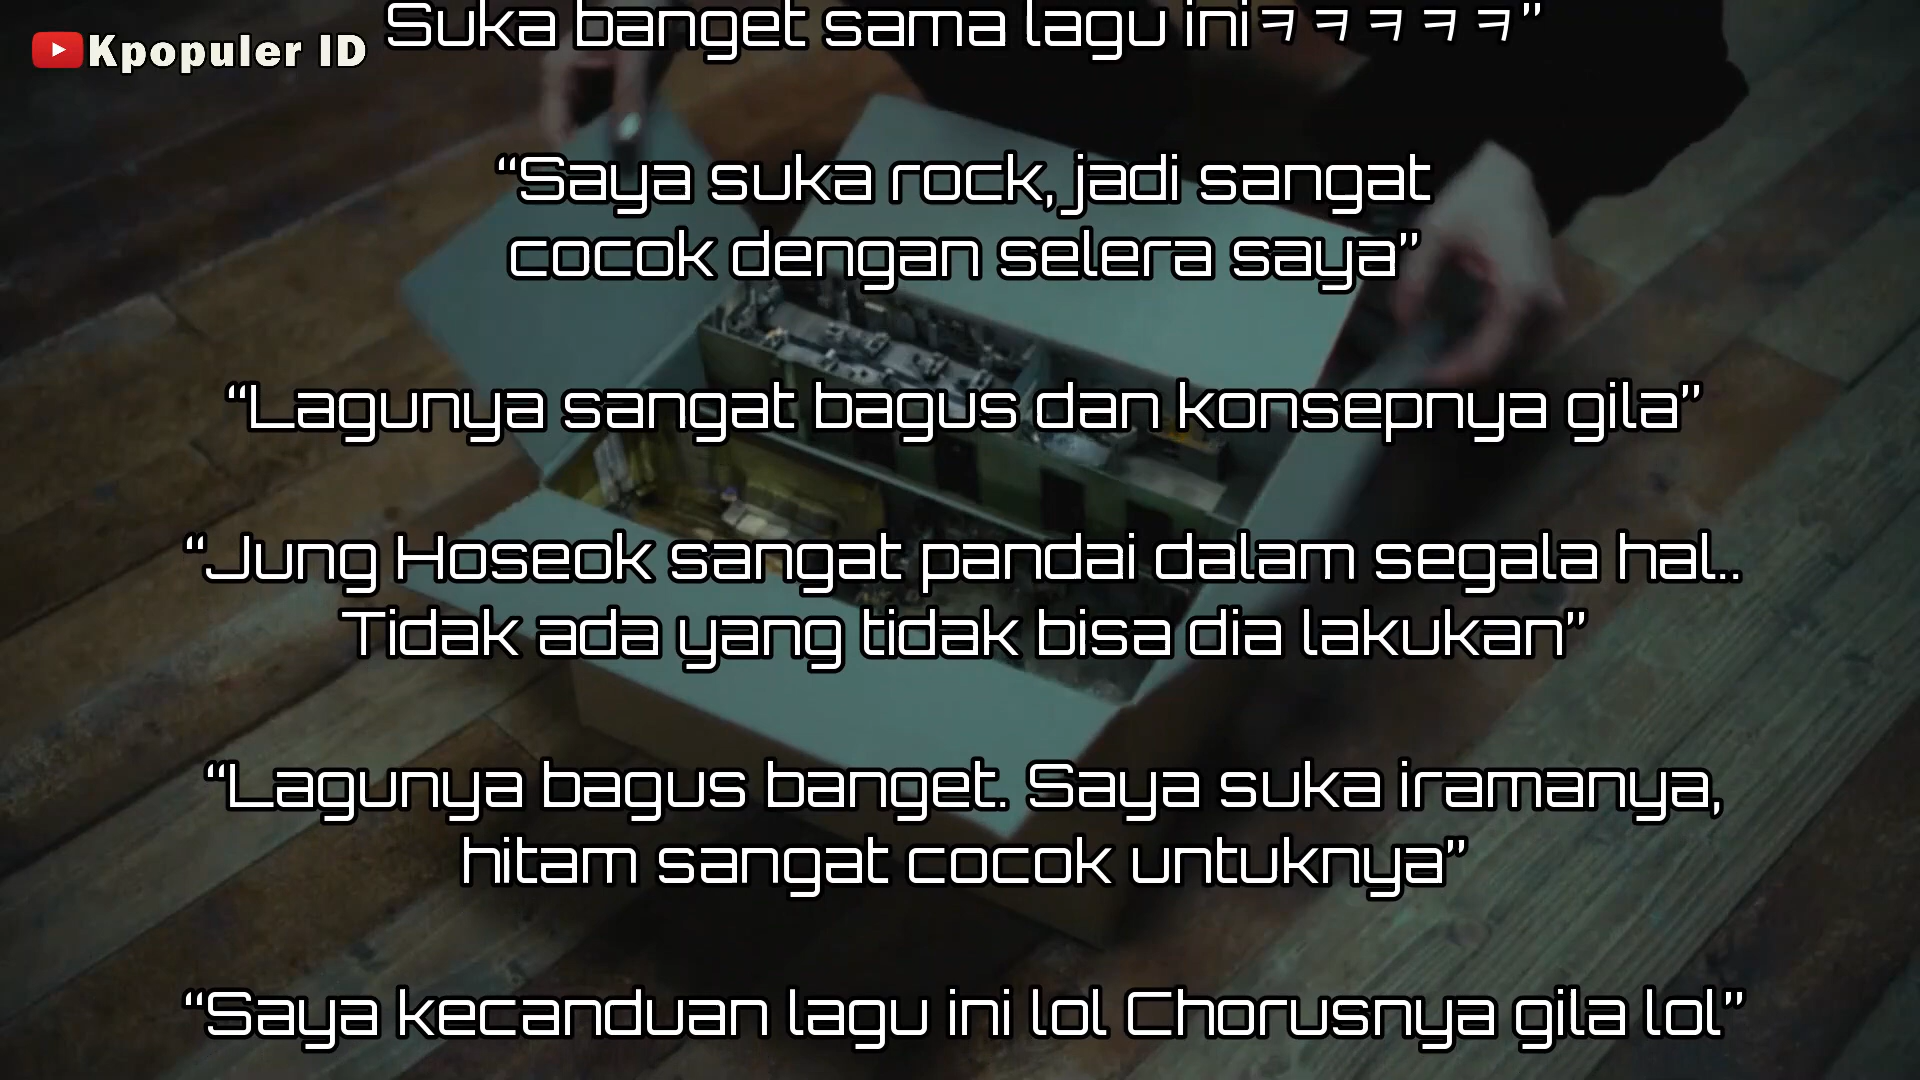 Kpopuler ID
Suka banget sama lagu iniㅋㅋㅋㅋㅋ”
“Saya suka rock, jadi sangat
cocok dengan selera saya”
“Lagunya sangat bagus dan konsepnya gila”
“Jung Hoseok sangat pandai dalam segala hal..
Tidak ada yang tidak bisa dia lakukan”
“Lagunya bagus banget. Saya suka iramanya,
hitam sangat cocok untuknya”
“Saya kecanduan lagu ini lol Chorusnya gila lol”